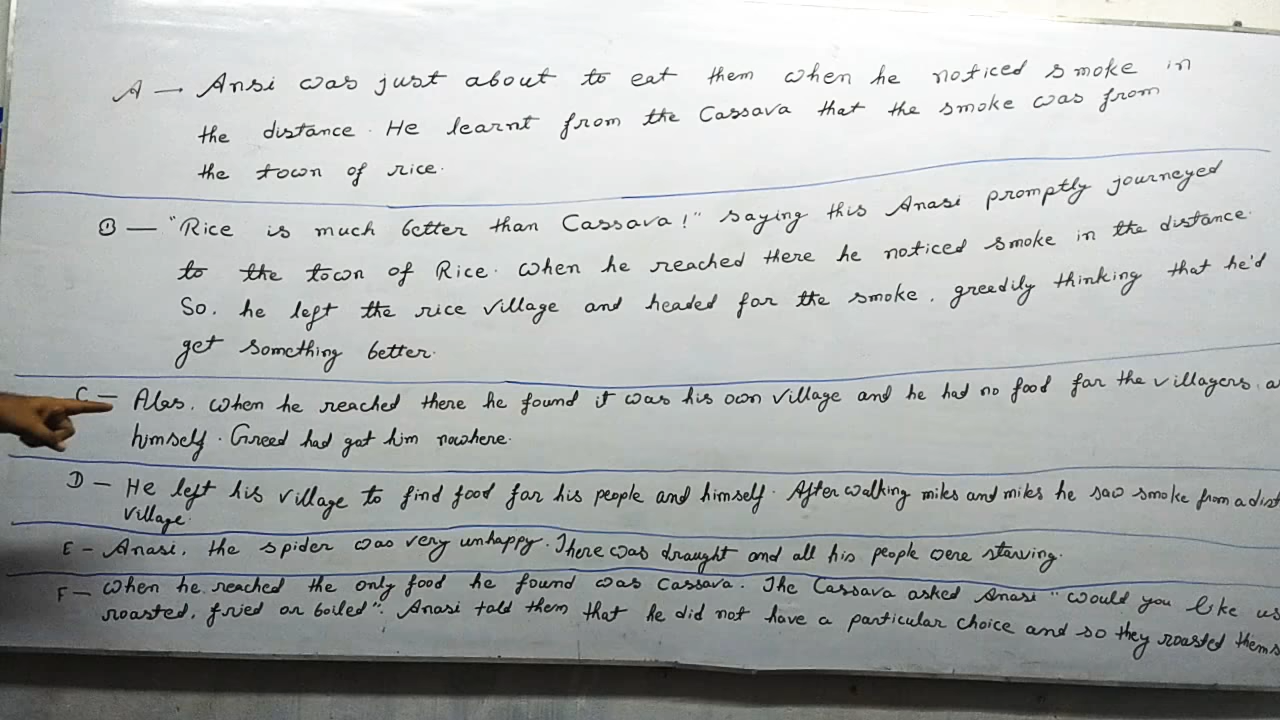 A – Ansi was just about to eat them when he noticed smoke in
the distance. He learnt from the Cassava that the smoke was from
the town of rice.
B – "Rice is much better than Cassava!" saying this Anasi promptly journeyed
to the town of Rice. When he reached there he noticed smoke in the distance.
So, he left the rice village and headed for the smoke, greedily thinking that he'd
get something better.
C – Alas, when he reached there he found it was his own village and he had no food for the villagers, a
himself. Greed had got him nowhere.
D – He left his village to find food for his people and himself. After walking miles and miles he saw smoke from a dist
village.
E – Anasi, the spider was very unhappy. There was draught and all his people were starving.
F – When he reached the only food he found was Cassava. The Cassava asked Anasi "would you like us
roasted, fried or boiled". Anasi told them that he did not have a particular choice and so they roasted thems